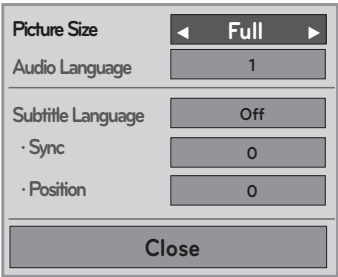 Picture Size ◀ Full ▶
Audio Language 1
Subtitle Language Off
· Sync 0
· Position 0
Close